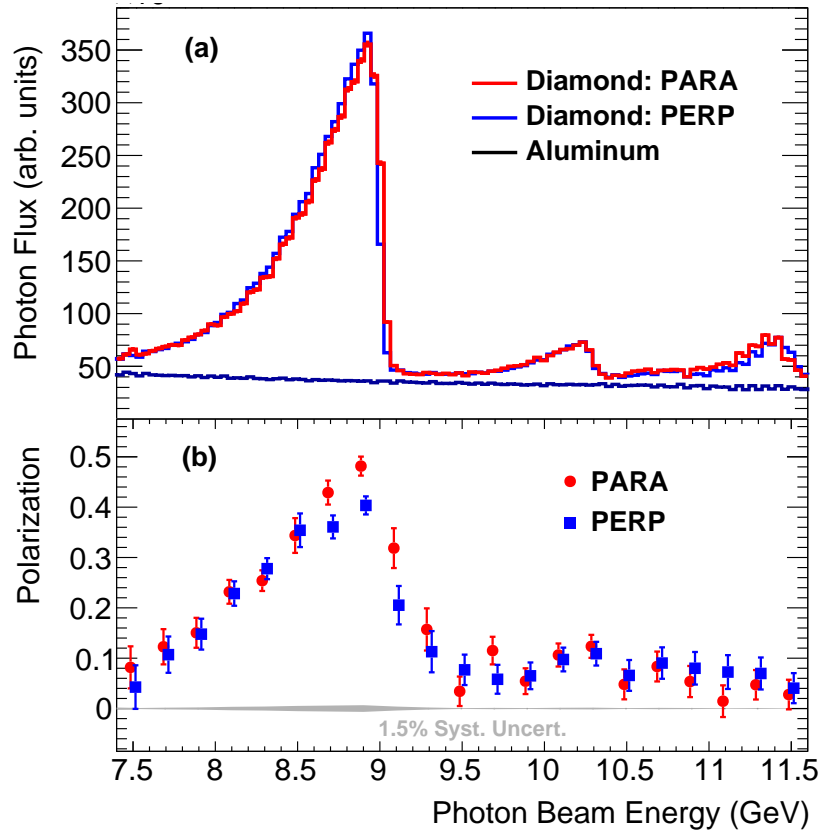 (a)
Diamond: PARA
Diamond: PERP
Aluminum
Photon Flux (arb. units)
350
300
250
200
150
100
50
(b)
PARA
PERP
Polarization
0.5
0.4
0.3
0.2
0.1
0
1.5% Syst. Uncert.
7.5 8 8.5 9 9.5 10 10.5 11 11.5
Photon Beam Energy (GeV)